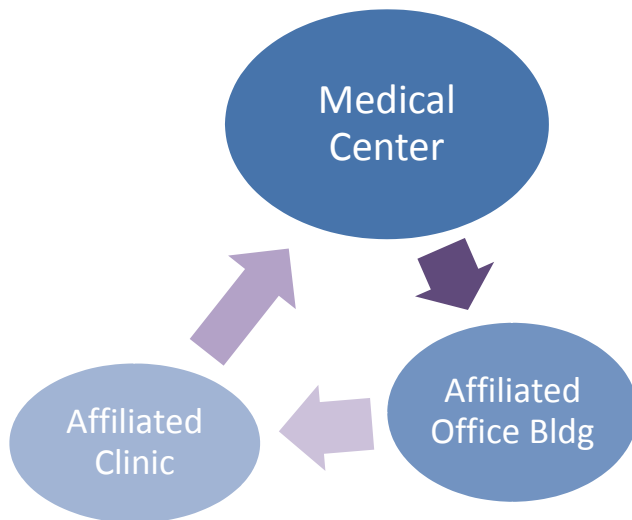 Medical
Center
Affiliated
Office Bldg
Affiliated
Clinic